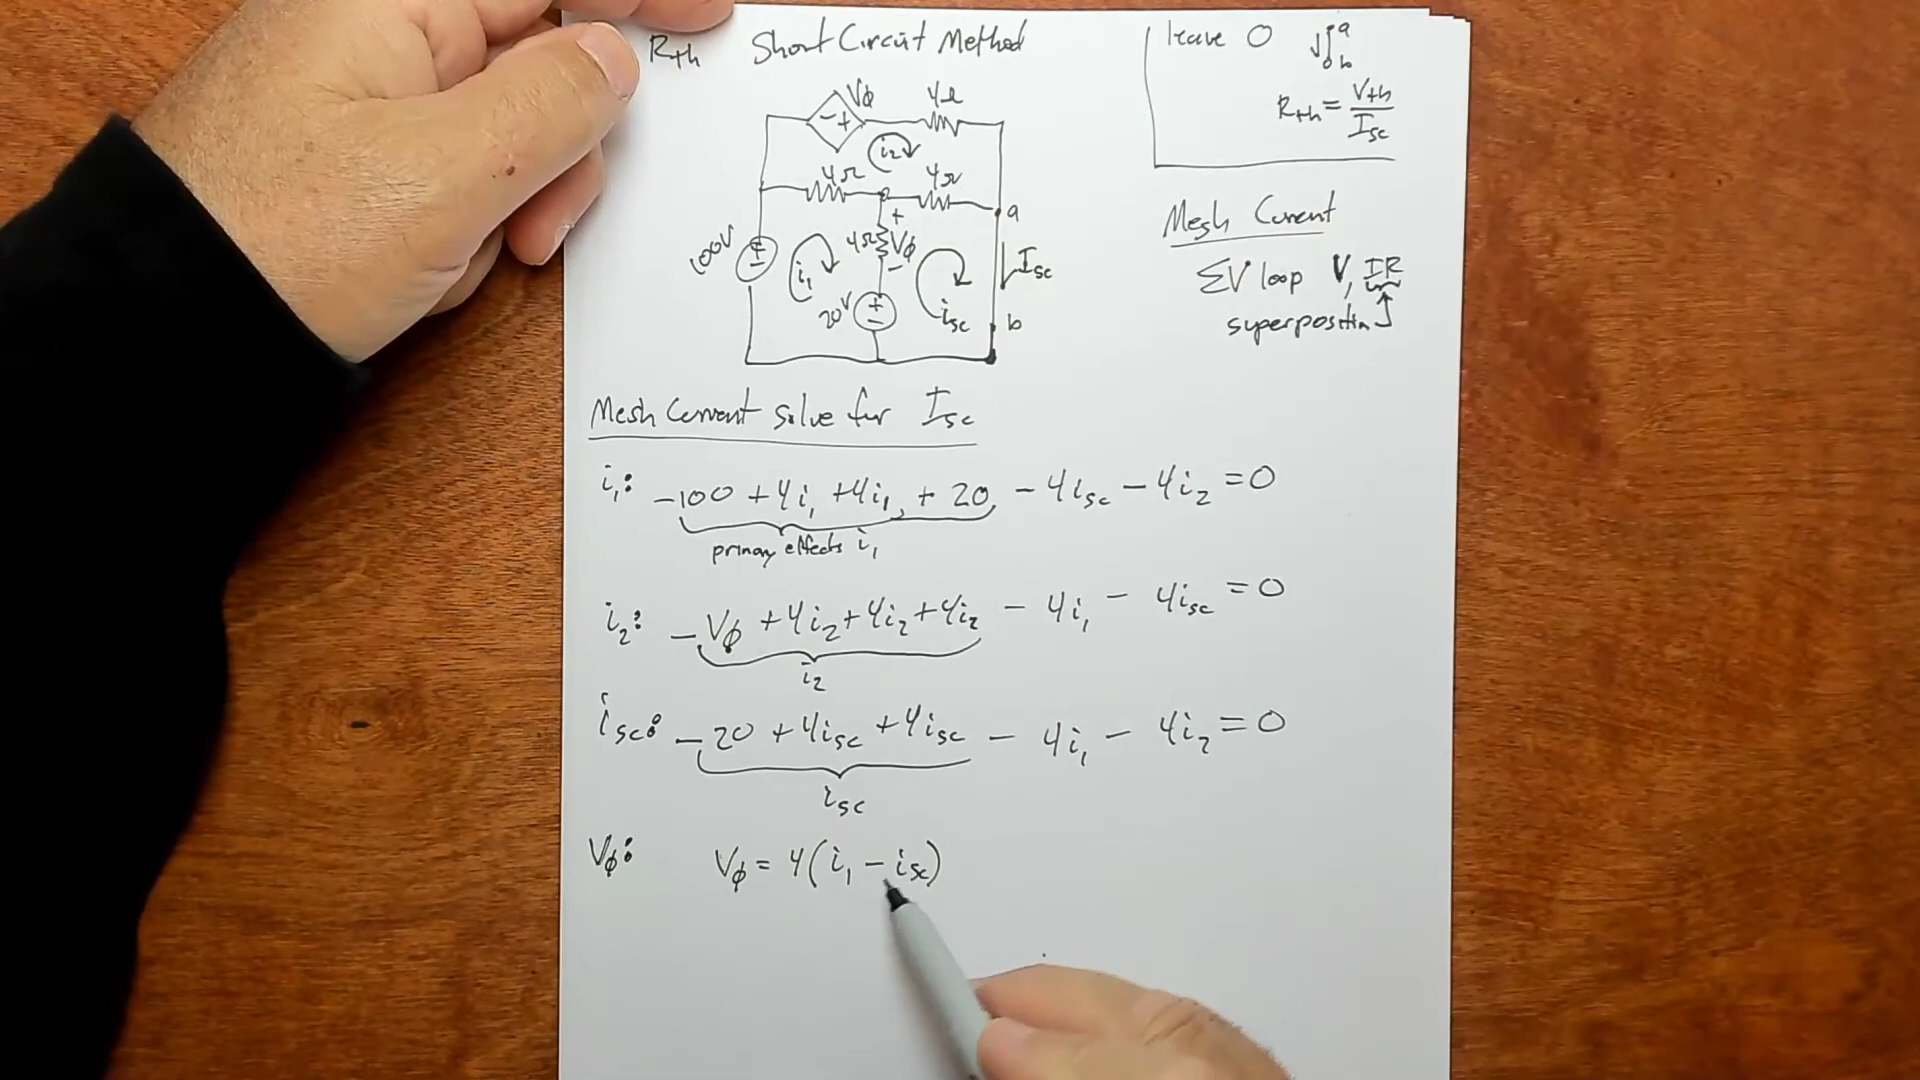 Rth Short Circuit Method
Vϕ 4Ω
- +
i₂
4Ω 4Ω
a
+
100V + - i₁ 4Ω Vϕ -
Isc
20V + - isc b
leave 0 a
b
Rth = Vth / Isc
Mesh Current
ΣV loop V, IR
superposition
Mesh Current solve for Isc
i₁: -100 + 4i₁ + 4i₁ + 20 - 4isc - 4i₂ = 0
primary effects i₁
i₂: -Vϕ + 4i₂ + 4i₂ + 4i₂ - 4i₁ - 4isc = 0
i₂
isc: -20 + 4isc + 4isc - 4i₁ - 4i₂ = 0
isc
Vϕ: Vϕ = 4(i₁ - isc)